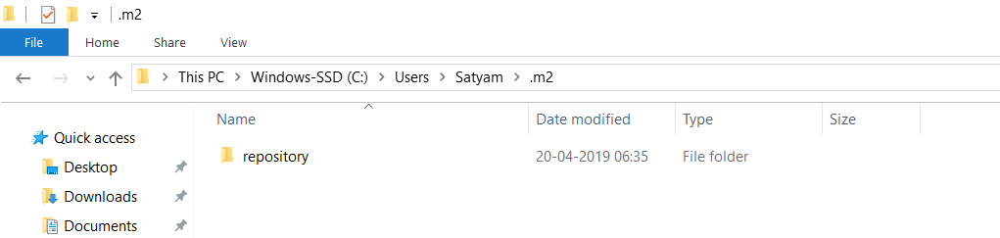 .m2
File Home Share View
This PC Windows-SSD (C:) Users Satyam .m2
Name Date modified Type Size
Quick access
repository 20-04-2019 06:35 File folder
Desktop
Downloads
Documents